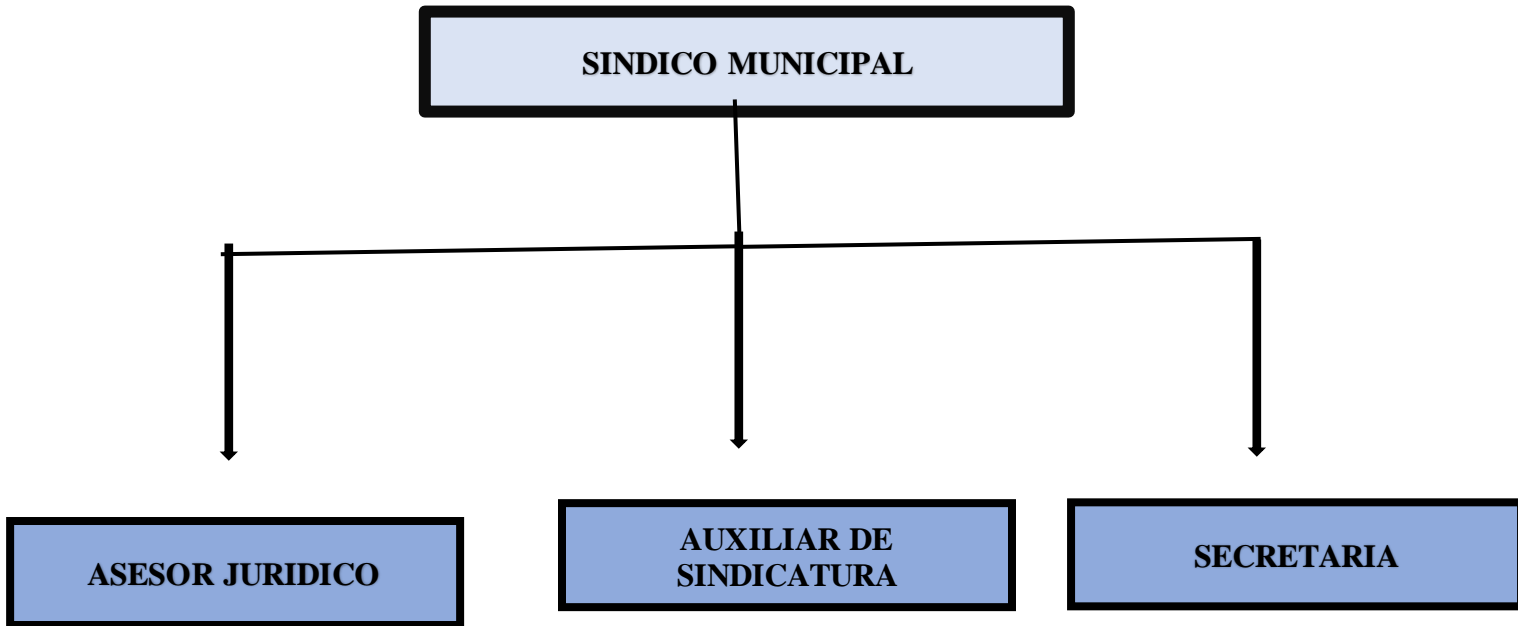 SINDICO MUNICIPAL
ASESOR JURIDICO
AUXILIAR DE
SINDICATURA
SECRETARIA